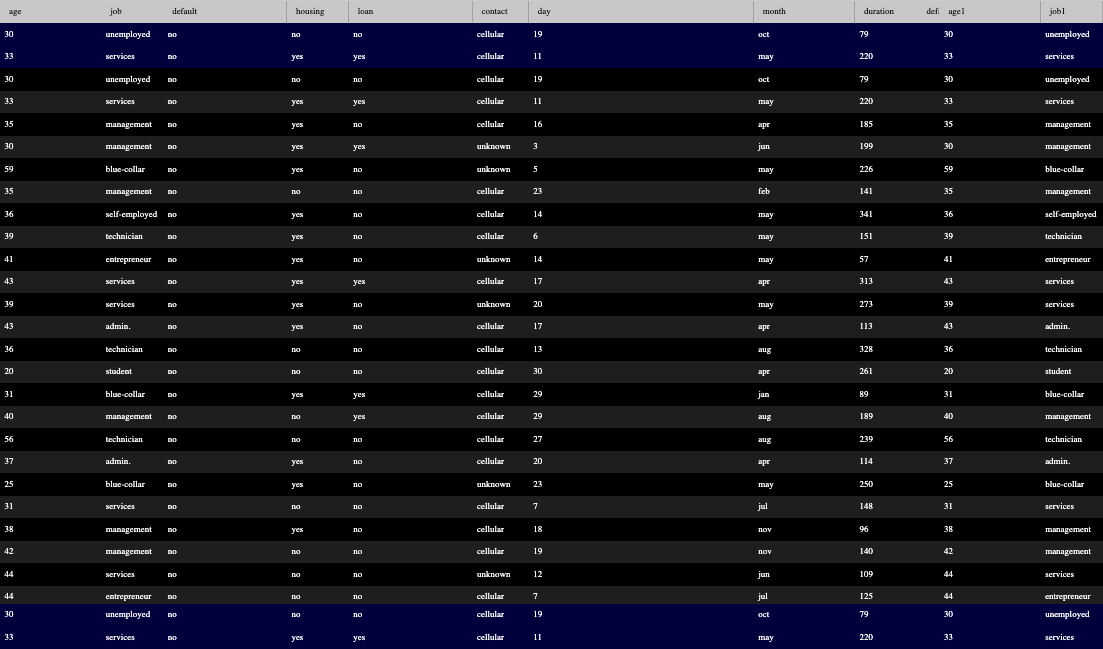 age job default housing loan contact day month duration def age1 job1
30 unemployed no no no cellular 19 oct 79 30 unemployed
33 services no yes yes cellular 11 may 220 33 services
30 unemployed no no no cellular 19 oct 79 30 unemployed
33 services no yes yes cellular 11 may 220 33 services
35 management no yes no cellular 16 apr 185 35 management
30 management no yes yes unknown 3 jun 199 30 management
59 blue-collar no yes no unknown 5 may 226 59 blue-collar
35 management no no no cellular 23 feb 141 35 management
36 self-employed no yes no cellular 14 may 341 36 self-employed
39 technician no yes no cellular 6 may 151 39 technician
41 entrepreneur no yes no unknown 14 may 57 41 entrepreneur
43 services no yes yes cellular 17 apr 313 43 services
39 services no yes no unknown 20 may 273 39 services
43 admin. no yes no cellular 17 apr 113 43 admin.
36 technician no no no cellular 13 aug 328 36 technician
20 student no no no cellular 30 apr 261 20 student
31 blue-collar no yes yes cellular 29 jan 89 31 blue-collar
40 management no no yes cellular 29 aug 189 40 management
56 technician no no no cellular 27 aug 239 56 technician
37 admin. no yes no cellular 20 apr 114 37 admin.
25 blue-collar no yes no unknown 23 may 250 25 blue-collar
31 services no no no cellular 7 jul 148 31 services
38 management no yes no cellular 18 nov 96 38 management
42 management no no no cellular 19 nov 140 42 management
44 services no no no unknown 12 jun 109 44 services
44 entrepreneur no no no cellular 7 jul 125 44 entrepreneur
30 unemployed no no no cellular 19 oct 79 30 unemployed
33 services no yes yes cellular 11 may 220 33 services